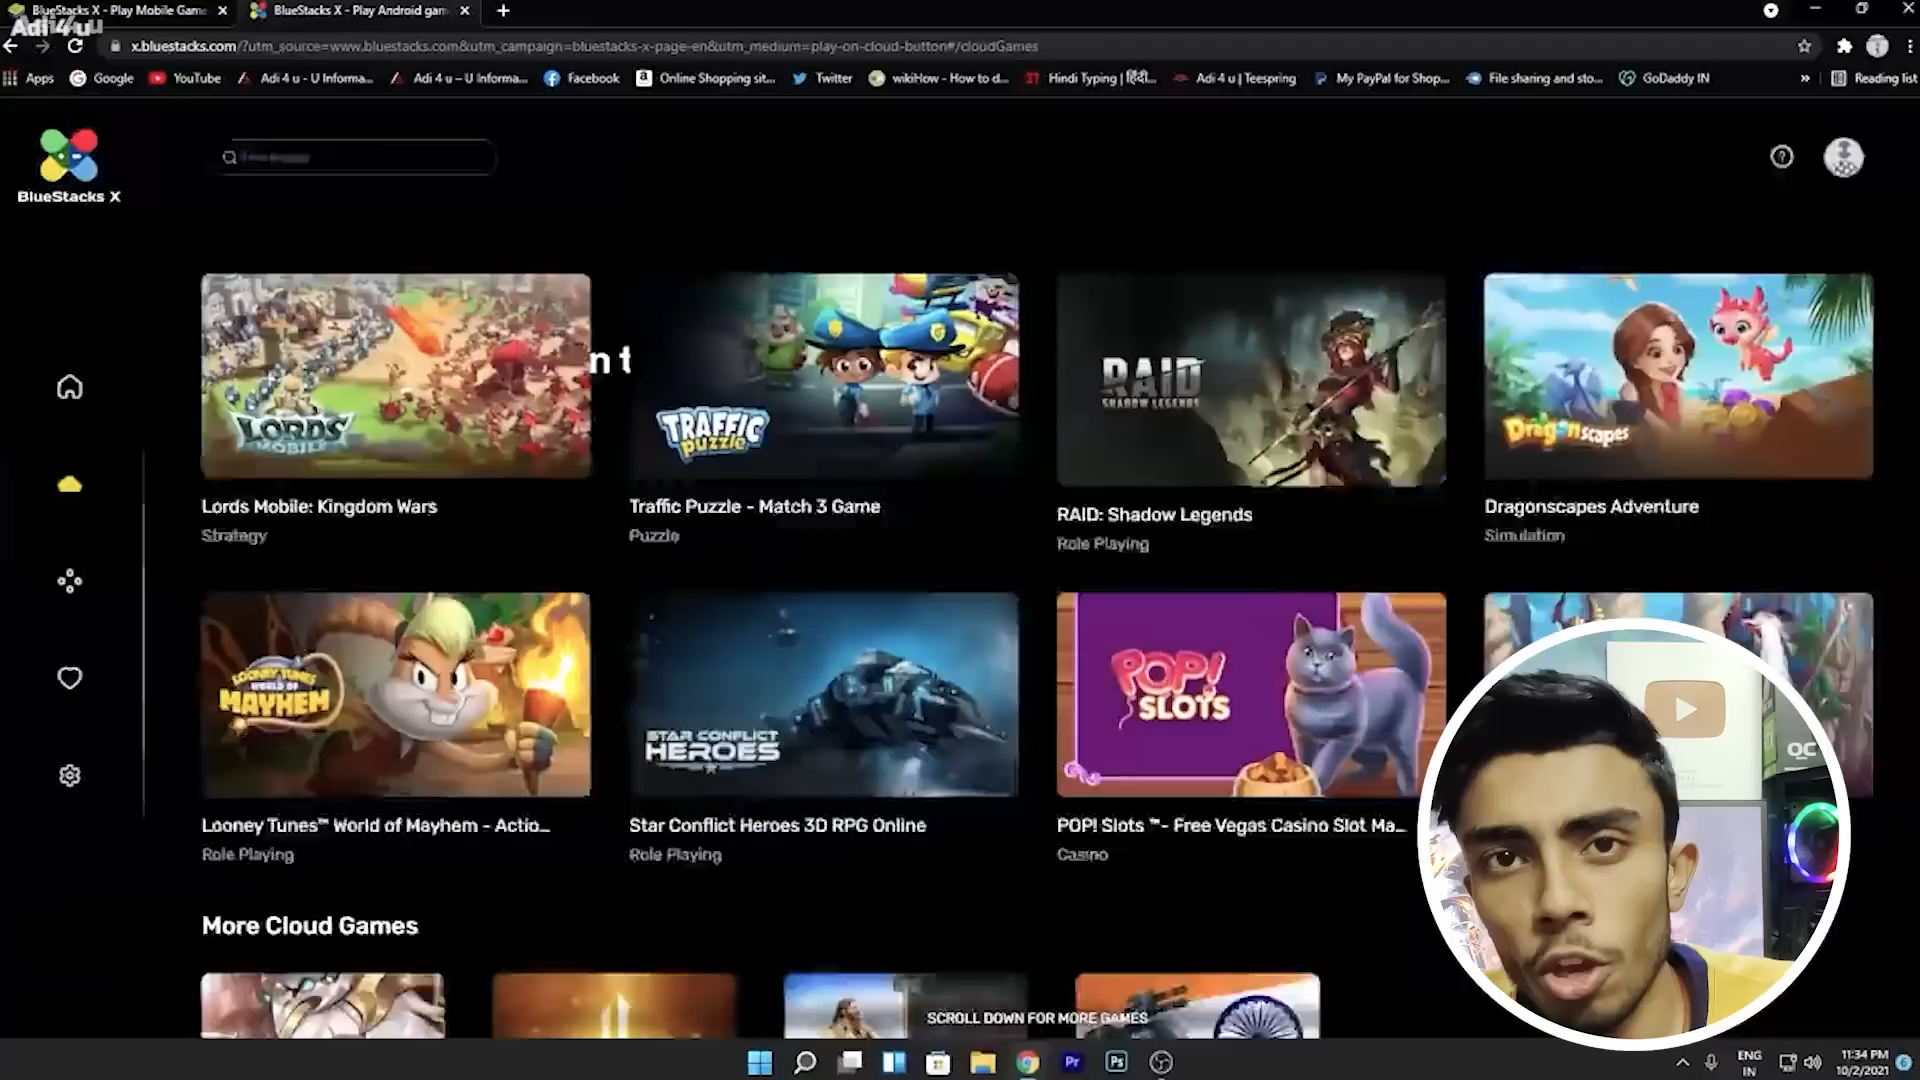 BlueStacks X - Play Mobile Game
BlueStacks X - Play Android gam
Adi 4 u
x.bluestacks.com/?utm_source=www.bluestacks.com&utm_campaign=bluestacks-x-page-en&utm_medium=play-on-cloud-button#/cloudGames
Apps
Google
YouTube
Adi 4 u - U Informa...
Adi 4 u – U Informa...
Facebook
Online Shopping sit...
Twitter
wikiHow - How to d...
Hindi Typing | हिंदी...
Adi 4 u | Teespring
My PayPal for Shop...
File sharing and sto...
GoDaddy IN
»
Reading list
BlueStacks X
n t
LORDS MOBILE
TRAFFIC puzzle
RAID SHADOW LEGENDS
Dragonscapes
Lords Mobile: Kingdom Wars
Strategy
Traffic Puzzle - Match 3 Game
Puzzle
RAID: Shadow Legends
Role Playing
Dragonscapes Adventure
Simulation
LOONEY TUNES WORLD OF MAYHEM
STAR CONFLICT HEROES
POP! SLOTS
OC
Looney Tunes™ World of Mayhem - Actio...
Role Playing
Star Conflict Heroes 3D RPG Online
Role Playing
POP! Slots ™- Free Vegas Casino Slot Ma...
Casino
More Cloud Games
SCROLL DOWN FOR MORE GAMES
Pr
Ps
ENG
IN
11:34 PM
10/2/2021
6